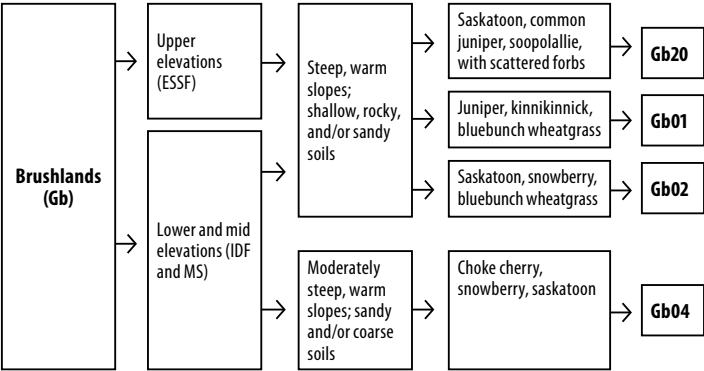 Brushlands
(Gb)
Upper
elevations
(ESSF)
Lower and mid
elevations (IDF
and MS)
Steep, warm
slopes;
shallow, rocky,
and/or sandy
soils
Moderately
steep, warm
slopes; sandy
and/or coarse
soils
Saskatoon, common
juniper, soopolallie,
with scattered forbs
Gb20
Juniper, kinnikinnick,
bluebunch wheatgrass
Gb01
Saskatoon, snowberry,
bluebunch wheatgrass
Gb02
Choke cherry,
snowberry, saskatoon
Gb04